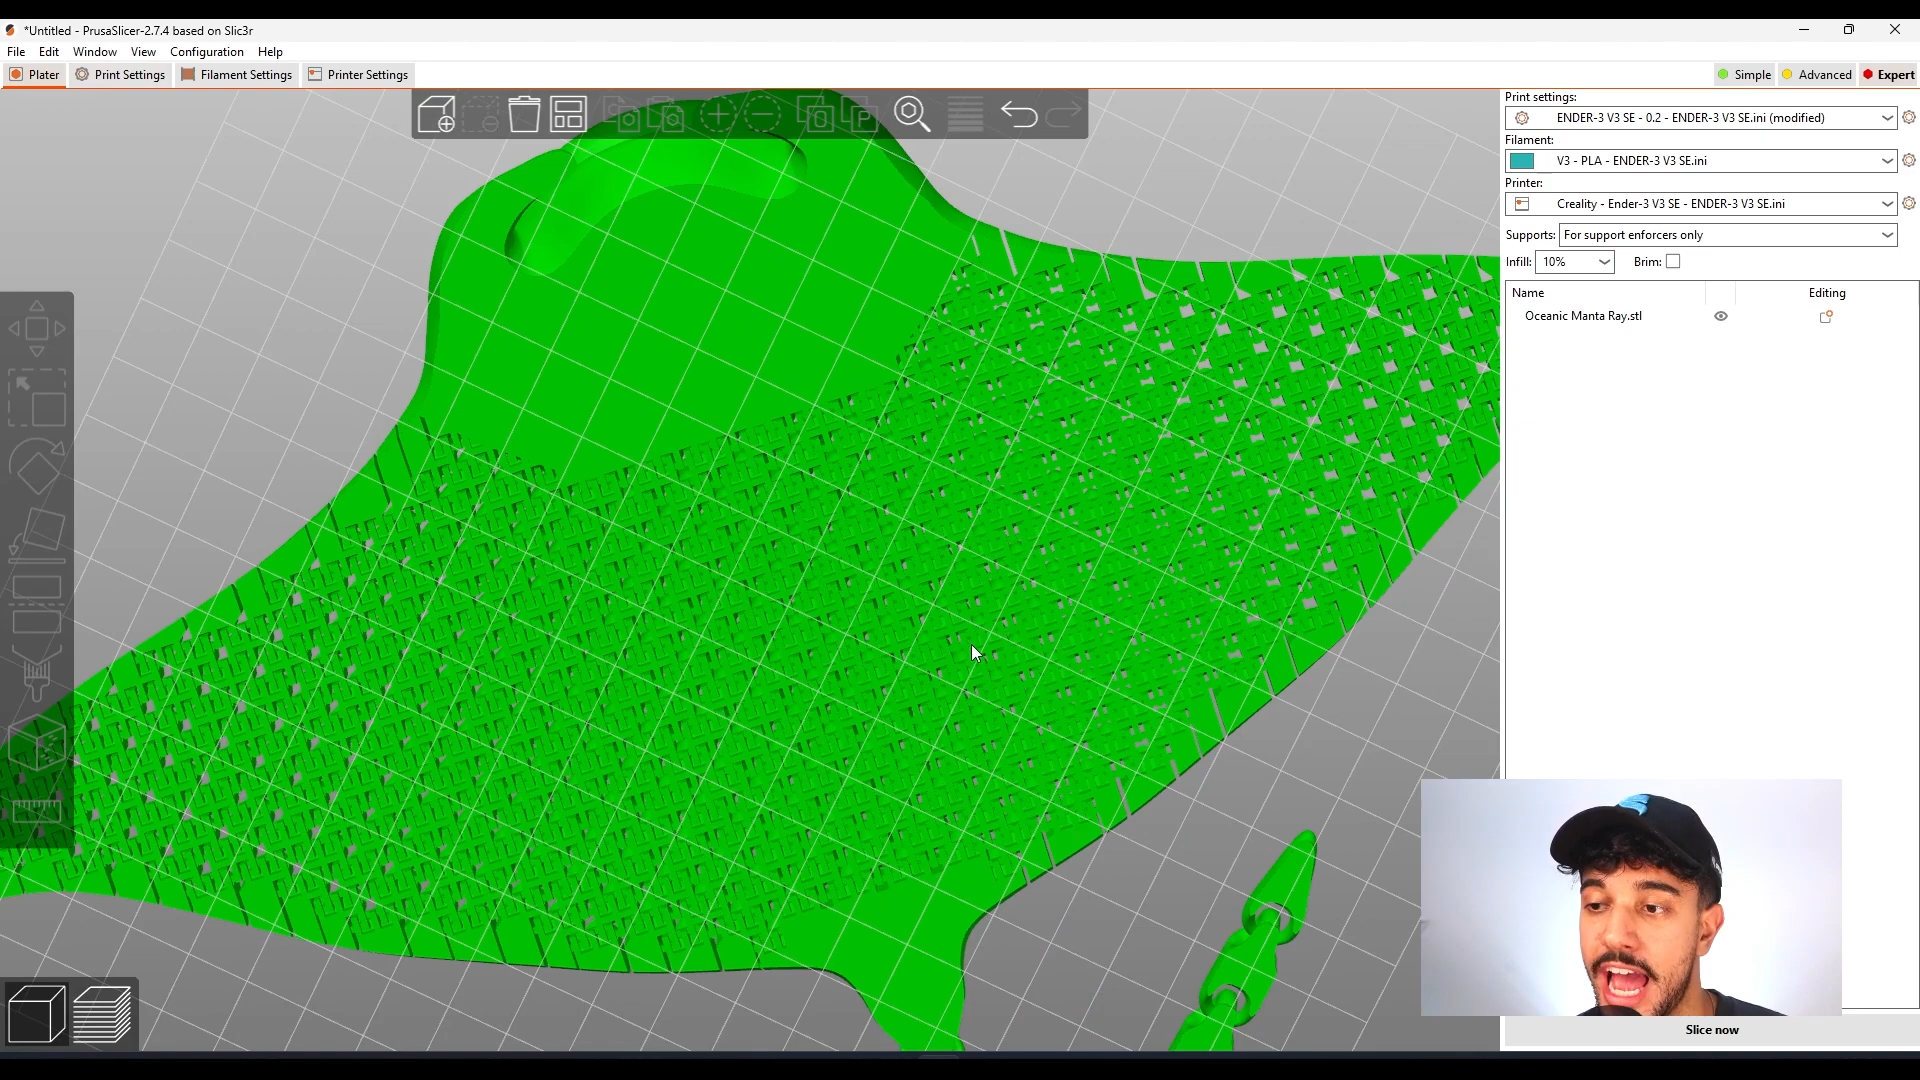 *Untitled - PrusaSlicer-2.7.4 based on Slic3r
File Edit Window View Configuration Help
Plater Print Settings Filament Settings Printer Settings
Simple Advanced Expert
Print settings:
ENDER-3 V3 SE - 0.2 - ENDER-3 V3 SE.ini (modified)
Filament:
V3 - PLA - ENDER-3 V3 SE.ini
Printer:
Creality - Ender-3 V3 SE - ENDER-3 V3 SE.ini
Supports: For support enforcers only
Infill: 10% Brim:
Name Editing
Oceanic Manta Ray.stl
Slice now